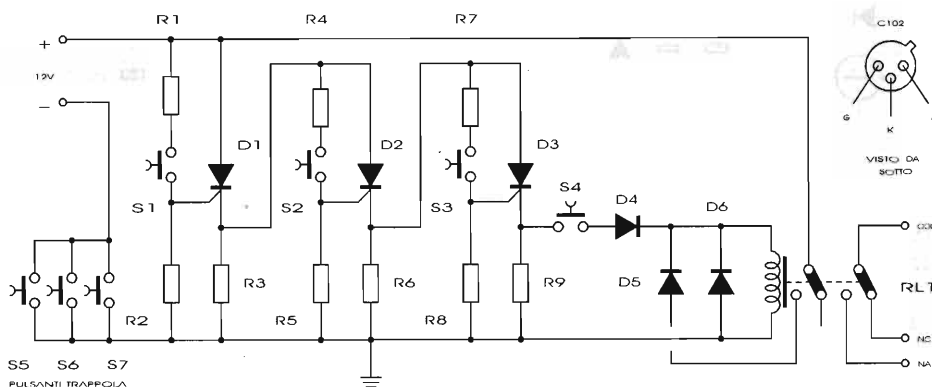 R1
R4
R7
C102
+
12V
−
G
K
VISTO DA
SOTTO
D1
D2
D3
S1
S2
S3
S4
D4
D6
R3
R6
R9
D5
RL1
NC
NA
R2
R5
R8
S5
S6
S7
PULSANTI TRAPPOLA